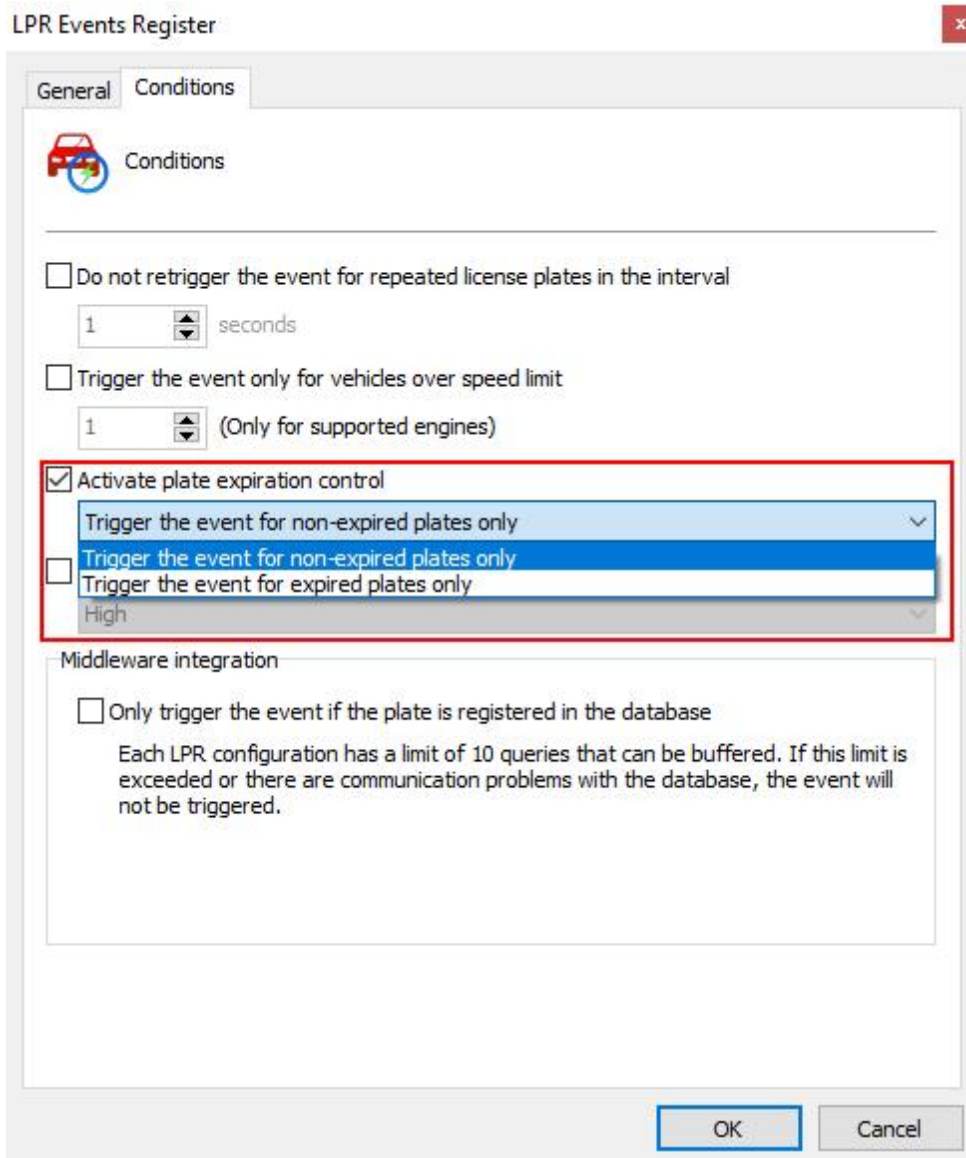 LPR Events Register
x
General
Conditions
Conditions
Do not retrigger the event for repeated license plates in the interval
1
seconds
Trigger the event only for vehicles over speed limit
1
(Only for supported engines)
Activate plate expiration control
Trigger the event for non-expired plates only
Trigger the event for non-expired plates only
Trigger the event for expired plates only
High
Middleware integration
Only trigger the event if the plate is registered in the database
Each LPR configuration has a limit of 10 queries that can be buffered. If this limit is
exceeded or there are communication problems with the database, the event will
not be triggered.
OK
Cancel